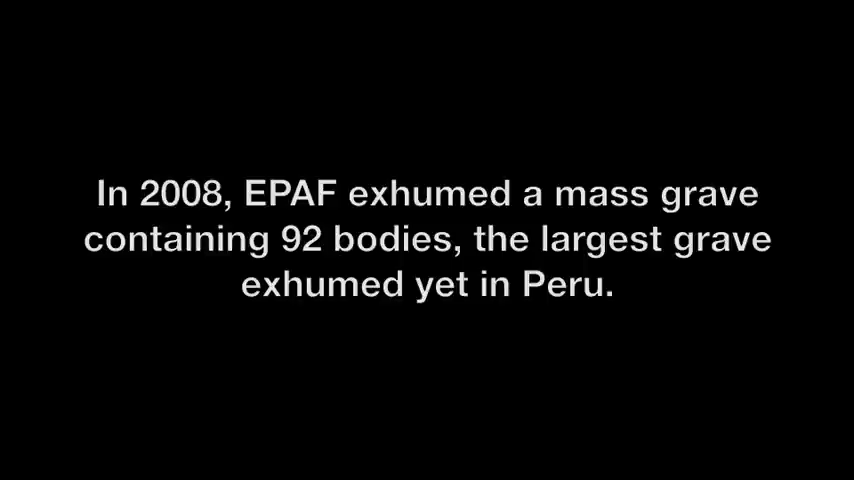 In 2008, EPAF exhumed a mass grave
containing 92 bodies, the largest grave
exhumed yet in Peru.